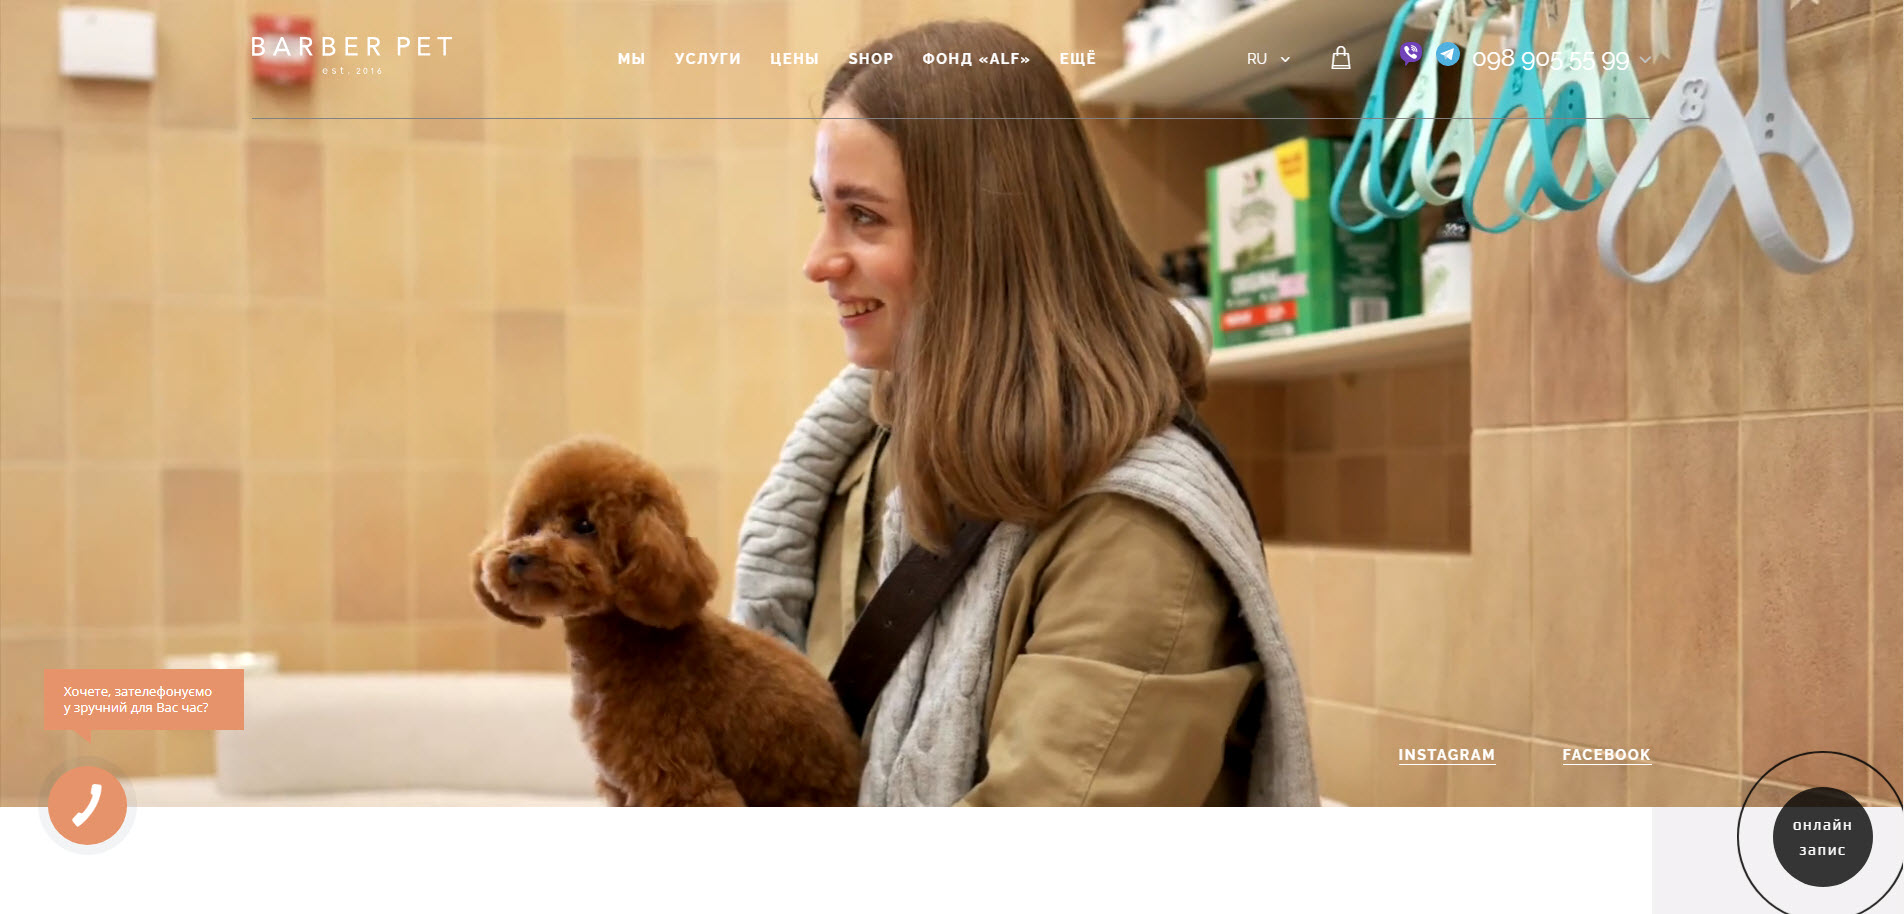 BARBER PET
est. 2016
МЫ
УСЛУГИ
ЦЕНЫ
SHOP
ФОНД «ALF»
ЕЩЁ
RU
098 905 55 99
Хочете, зателефонуємо
у зручний для Вас час?
INSTAGRAM
FACEBOOK
онлайн
запис